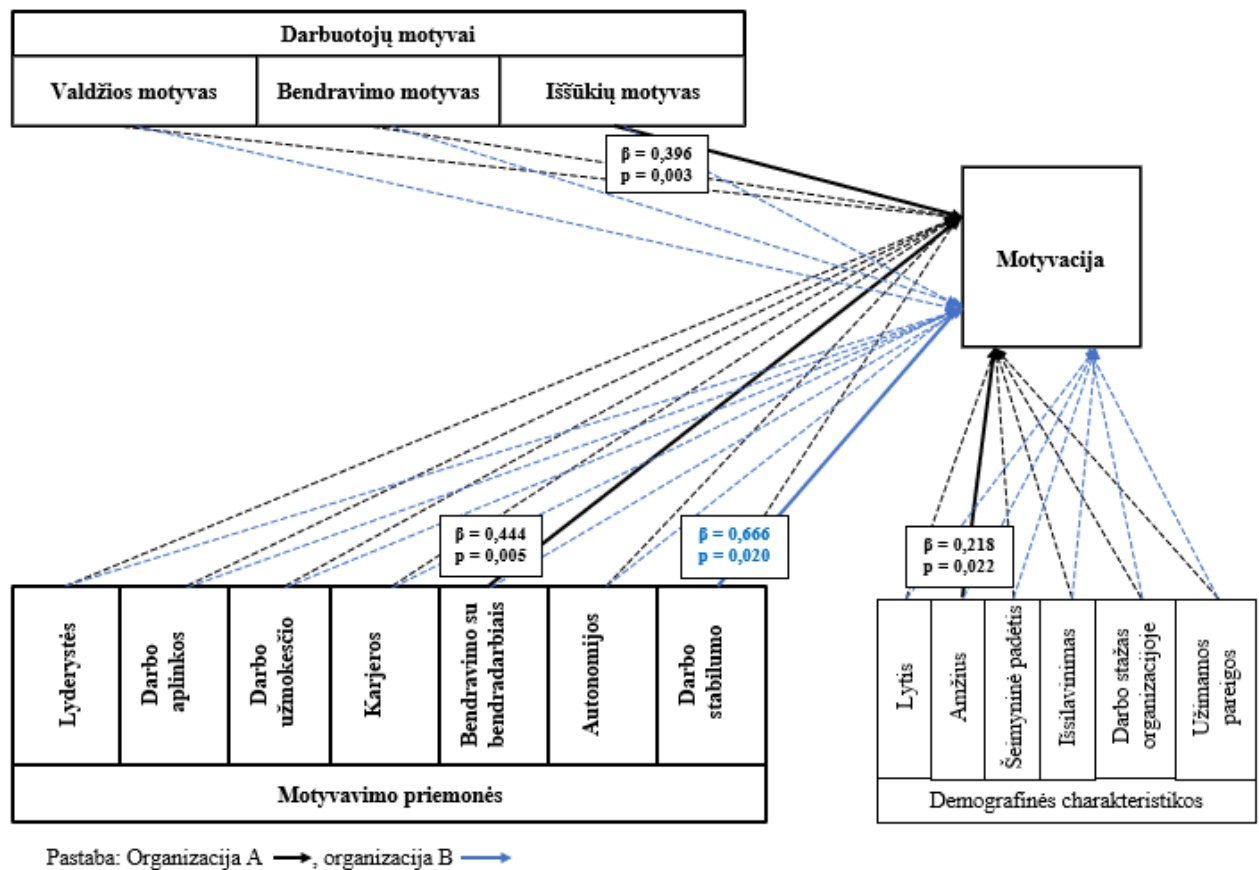 Darbuotojų motyvai
Valdžios motyvas
Bendravimo motyvas
Iššūkių motyvas
β = 0,396
p = 0,003
Motyvacija
β = 0,444
p = 0,005
β = 0,666
p = 0,020
β = 0,218
p = 0,022
Lyderystės
Darbo
aplinkos
Darbo
užmokesčio
Karjeros
Bendravimo su
bendradarbiais
Autonomijos
Darbo
stabilumo
Motyvavimo priemonės
Lytis
Amžius
Šeimyninė padėtis
Išsilavinimas
Darbo stažas
organizacijoje
Užimamos
pareigos
Demografinės charakteristikos
Pastaba: Organizacija A , organizacija B